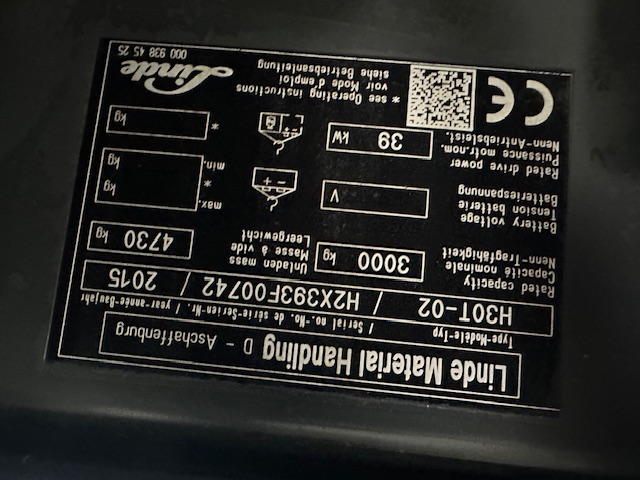 Linde Material Handling D - Aschaffenburg
Type-Modèle-Typ / Serial no.-No. de série-Serien-Nr. / year-année-Baujahr
H30T-02 / H2X393F00742 / 2015
Rated capacity
Capacité nominale
Nenn-Tragfähigkeit
3000 kg
Unladen mass
Masse à vide
Leergewicht
4730 kg
Battery voltage
Tension batterie
Batteriespannung
V
- +
max.
*
min.
kg
kg
Rated drive power
Puissance motr.nom.
Nenn-Antriebsleist.
39 kW
- +
*
kg
CE
* see Operating instructions
voir Mode d'emploi
siehe Betriebsanleitung
Linde
000 938 45 25